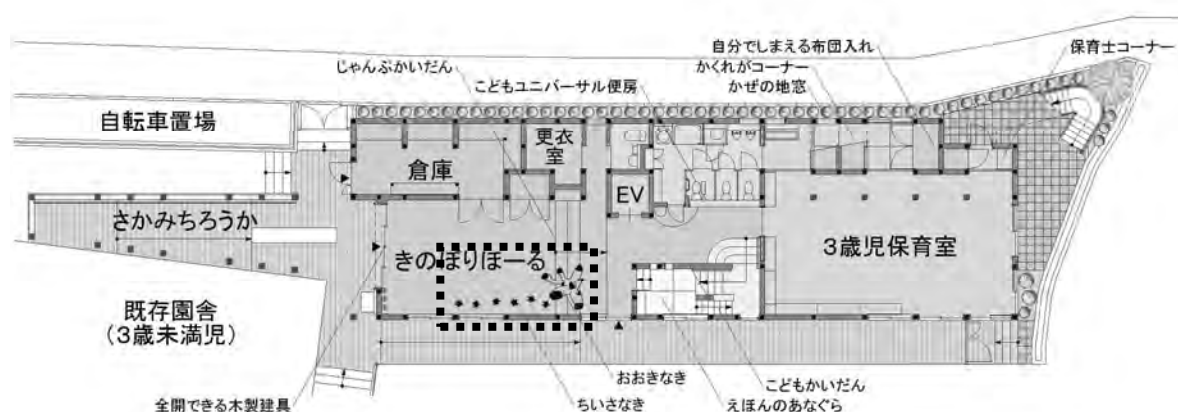 自分でしまえる布団入れ
保育士コーナー
じゃんぷかいだん
かくれがコーナー
こどもユニバーサル便房
かぜの地窓
自転車置場
更衣
室
倉庫
EV
さかみちろうか
きのぼりほーる
3歳児保育室
既存園舎
(3歳未満児)
おおきなき
こどもかいだん
全開できる木製建具
ちいさなき
えほんのあなぐら